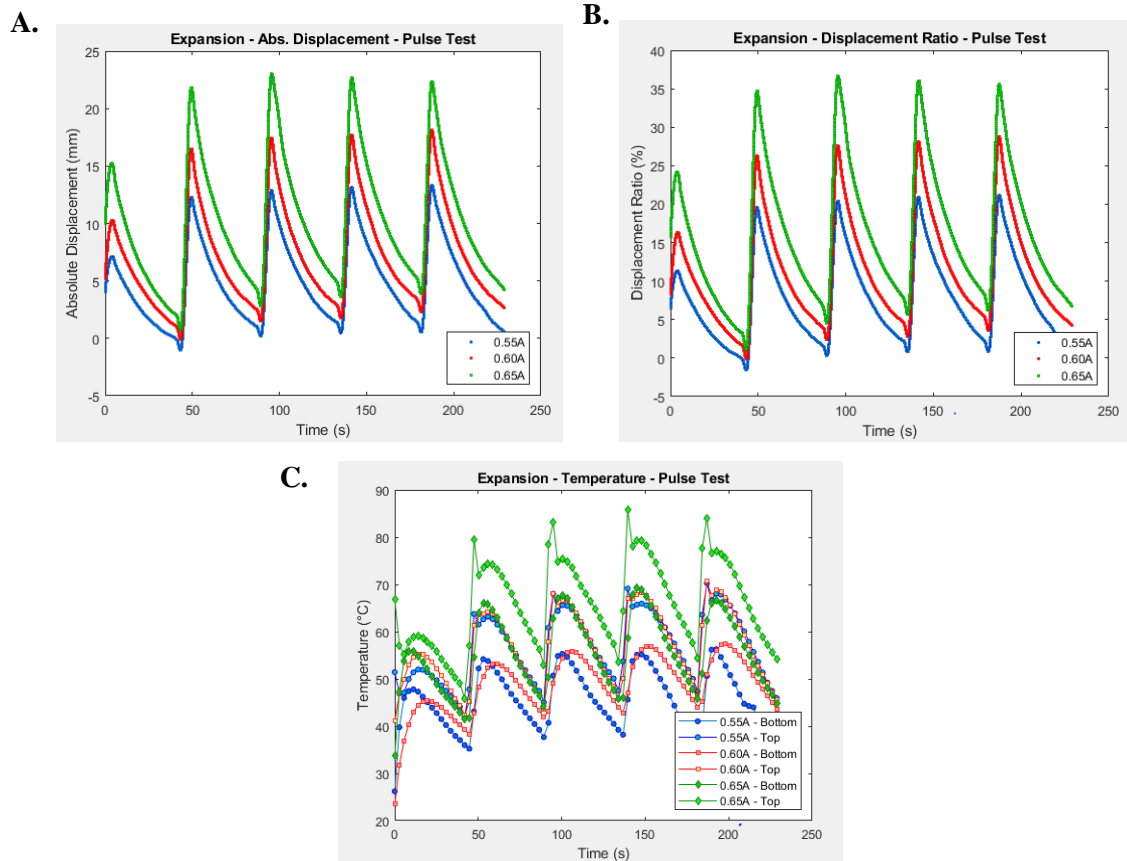 A.
Expansion - Abs. Displacement - Pulse Test
25
20
15
10
5
0
-5
Absolute Displacement (mm)
0 50 100 150 200 250
Time (s)
0.55A
0.60A
0.65A
B.
Expansion - Displacement Ratio - Pulse Test
40
35
30
25
20
15
10
5
0
-5
Displacement Ratio (%)
0 50 100 150 200 250
Time (s)
0.55A
0.60A
0.65A
C.
Expansion - Temperature - Pulse Test
90
80
70
60
50
40
30
20
Temperature (°C)
0 50 100 150 200 250
Time (s)
0.55A - Bottom
0.55A - Top
0.60A - Bottom
0.60A - Top
0.65A - Bottom
0.65A - Top